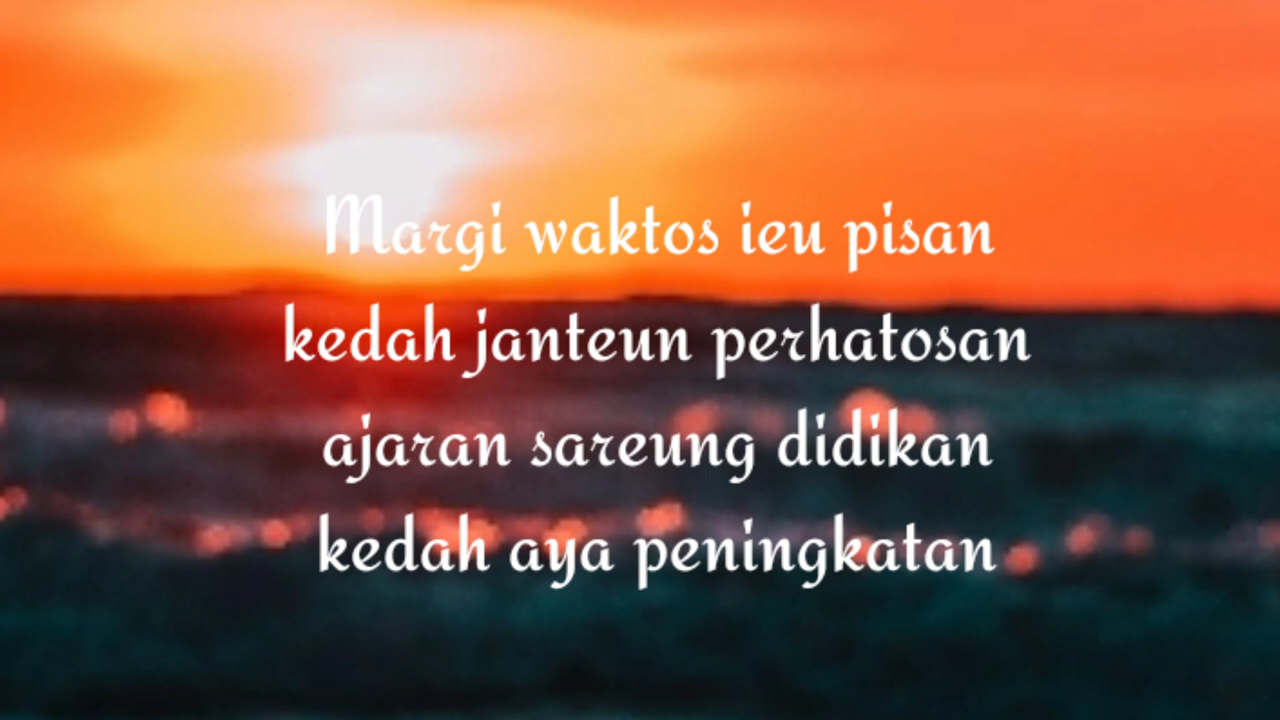 Margi waktos ieu pisan
kedah janteun perhatosan
ajaran sareung didikan
kedah aya peningkatan